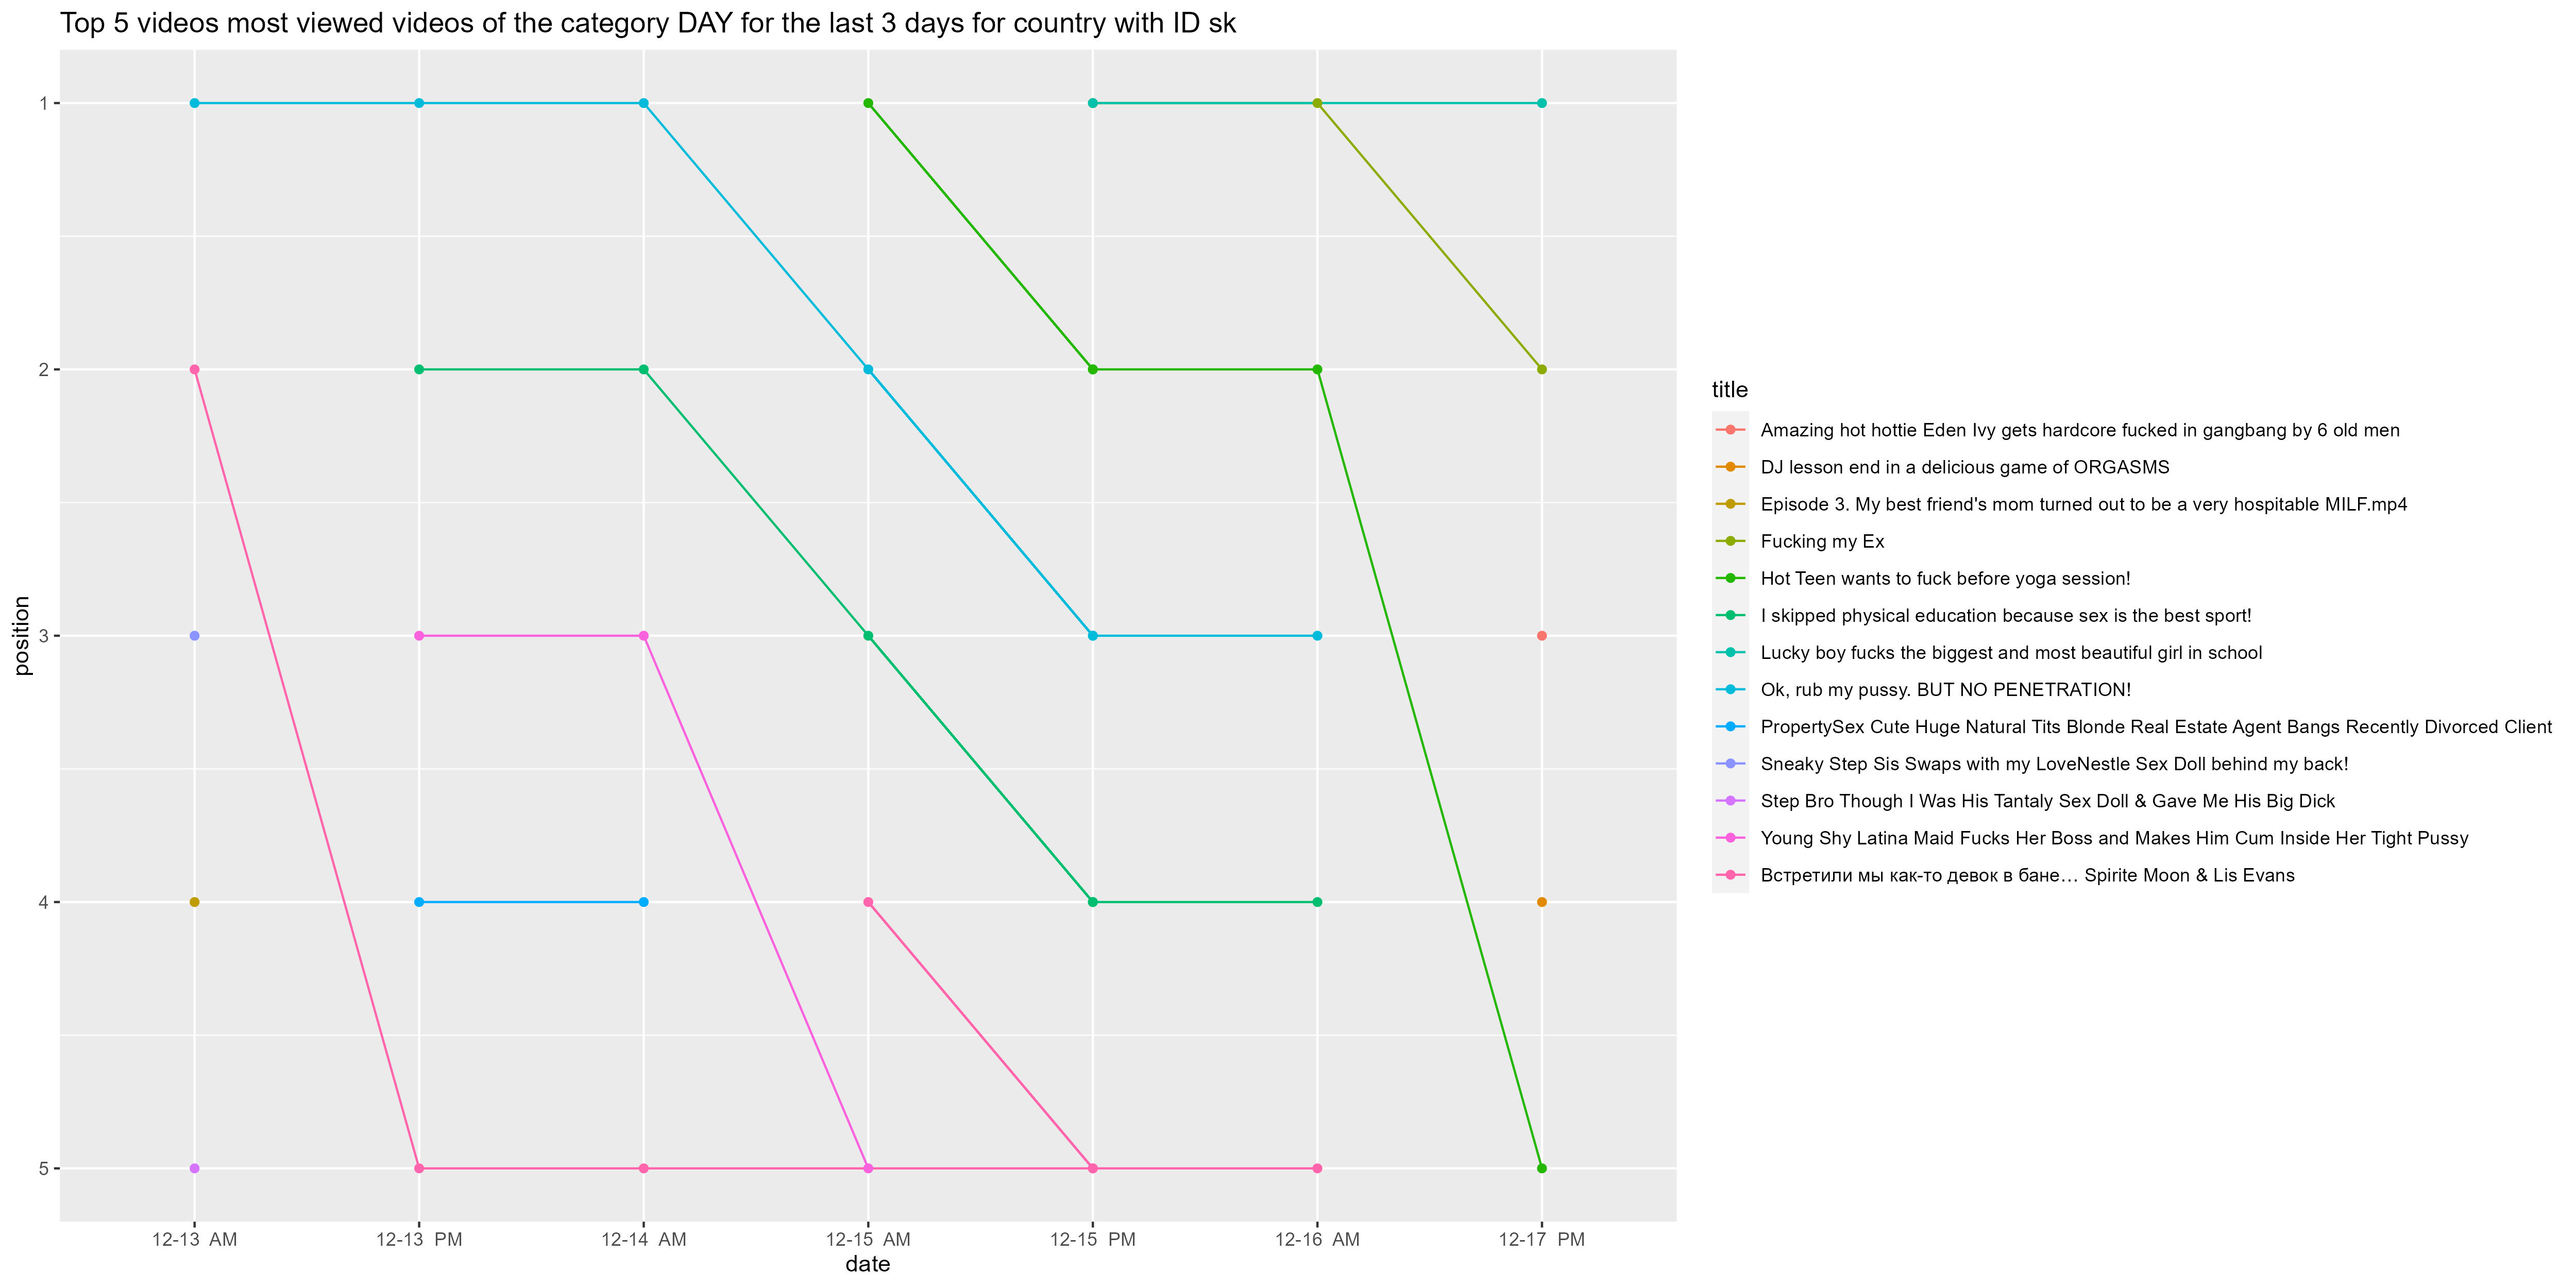 Top 5 videos most viewed videos of the category DAY for the last 3 days for country with ID sk
1
2
3
4
5
position
12-13 AM
12-13 PM
12-14 AM
12-15 AM
12-15 PM
12-16 AM
12-17 PM
date
title
Amazing hot hottie Eden Ivy gets hardcore fucked in gangbang by 6 old men
DJ lesson end in a delicious game of ORGASMS
Episode 3. My best friend's mom turned out to be a very hospitable MILF.mp4
Fucking my Ex
Hot Teen wants to fuck before yoga session!
I skipped physical education because sex is the best sport!
Lucky boy fucks the biggest and most beautiful girl in school
Ok, rub my pussy. BUT NO PENETRATION!
PropertySex Cute Huge Natural Tits Blonde Real Estate Agent Bangs Recently Divorced Client
Sneaky Step Sis Swaps with my LoveNestle Sex Doll behind my back!
Step Bro Though I Was His Tantaly Sex Doll & Gave Me His Big Dick
Young Shy Latina Maid Fucks Her Boss and Makes Him Cum Inside Her Tight Pussy
Встретили мы как-то девок в бане… Spirite Moon & Lis Evans